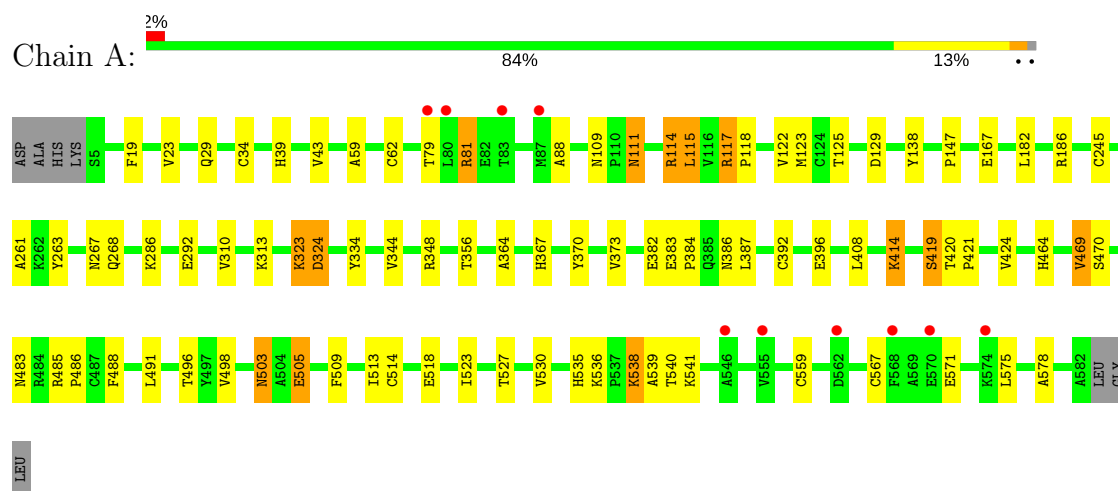 2%
Chain A:
84% 13% • •
ASP ALA HIS LYS S5 F19 V23 Q29 C34 H39 V43 A59 C62 T79 L80 R81 E82 T83 M87 A88 N109 P110 N111 R114 L115 V116 R117 P118 V122 M123 C124 T125 D129 Y138 P147 E167 L182 R186 C245
A261 K262 Y263 N267 Q268 K286 E292 V310 K313 K323 D324 Y334 V344 R348 T356 A364 H367 Y370 V373 E382 E383 P384 Q385 N386 L387 C392 E396 L408 K414 S419 T420 P421 V424 H464 V469 S470
N483 R484 R485 P486 C487 F488 L491 T496 Y497 V498 N503 A504 E505 F509 I513 C514 E518 I523 T527 V530 H535 K536 P537 K538 A539 T540 K541 A546 V555 C559 D562 C567 F568 A569 E570 E571 K574 L575 A578 A582 LEU GLY
LEU